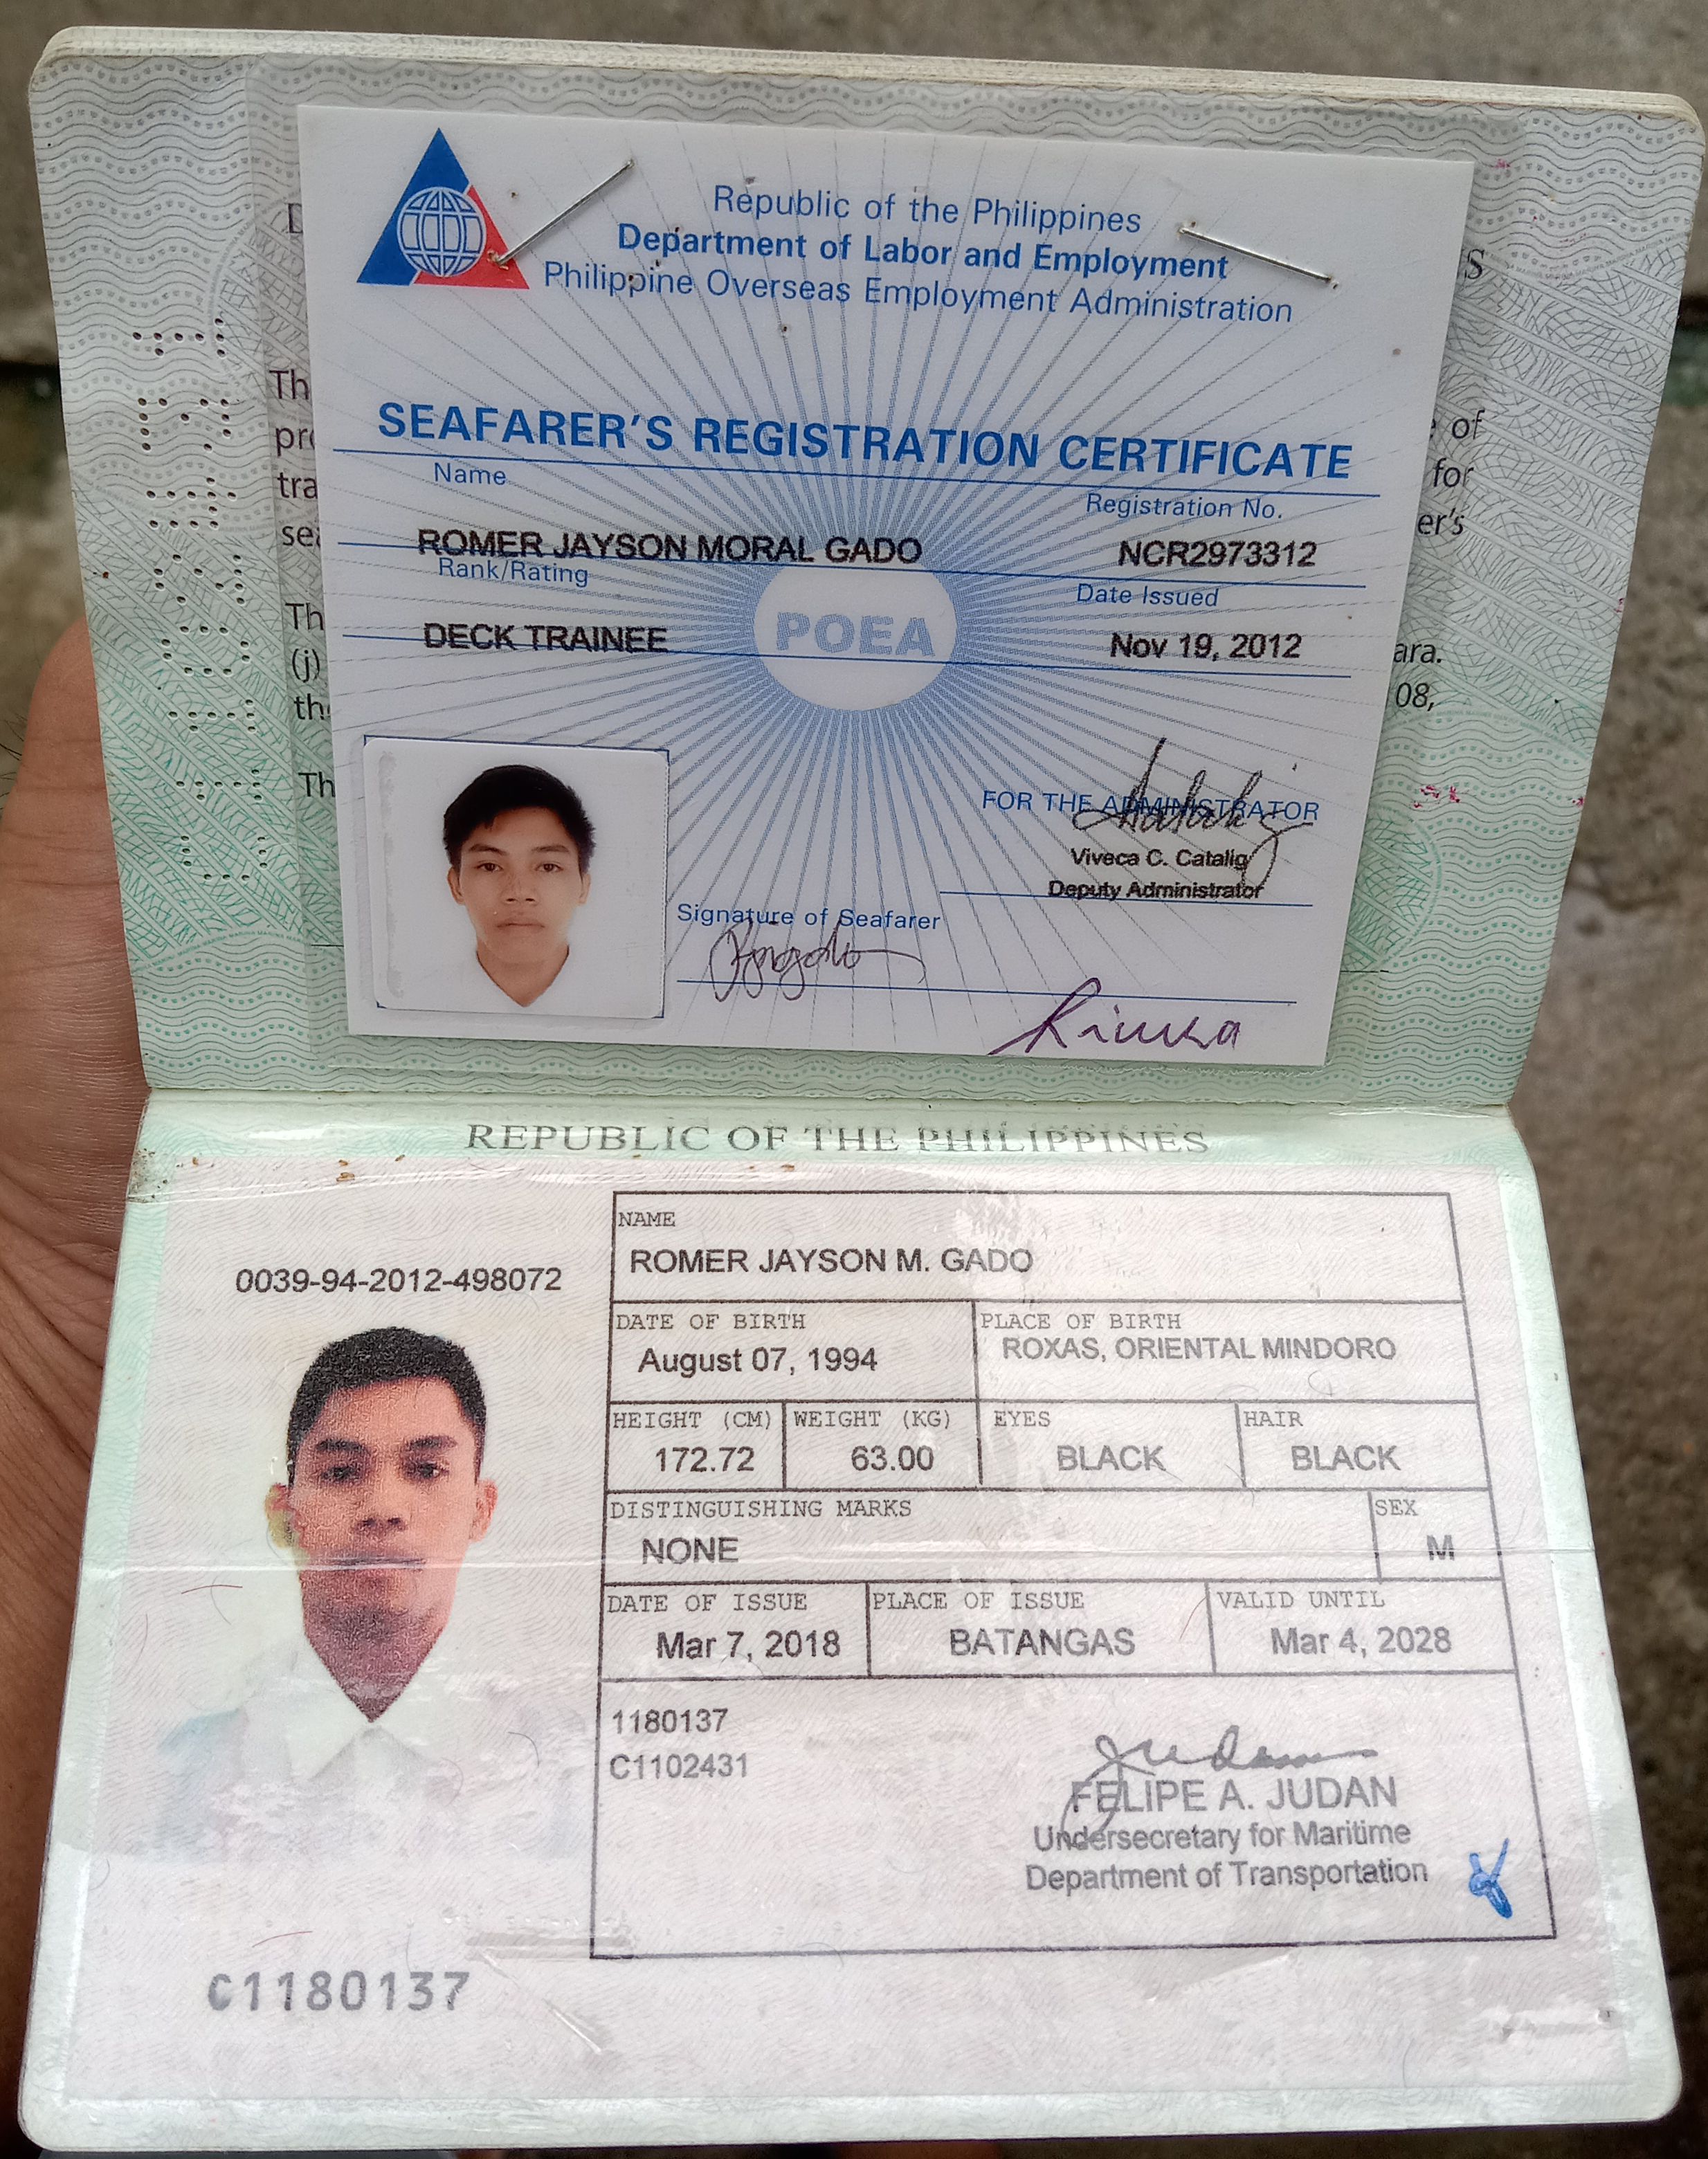 Republic of the Philippines
Department of Labor and Employment
Philippine Overseas Employment Administration
SEAFARER'S REGISTRATION CERTIFICATE
Name
Registration No.
ROMER JAYSON MORAL GADO
NCR2973312
Rank/Rating
Date Issued
DECK TRAINEE
Nov 19, 2012
POEA
FOR THE ADMINISTRATOR
Viveca C. Catalig
Deputy Administrator
Signature of Seafarer
of
for
er's
ara.
08,
Th
tra
Th
(j)
Th
REPUBLIC OF THE PHILIPPINES
0039-94-2012-498072
NAME
ROMER JAYSON M. GADO
DATE OF BIRTH
PLACE OF BIRTH
August 07, 1994
ROXAS, ORIENTAL MINDORO
HEIGHT (CM) WEIGHT (KG) EYES HAIR
172.72 63.00 BLACK BLACK
DISTINGUISHING MARKS SEX
NONE M
DATE OF ISSUE PLACE OF ISSUE VALID UNTIL
Mar 7, 2018 BATANGAS Mar 4, 2028
1180137
C1102431
FELIPE A. JUDAN
Undersecretary for Maritime
Department of Transportation
C1180137